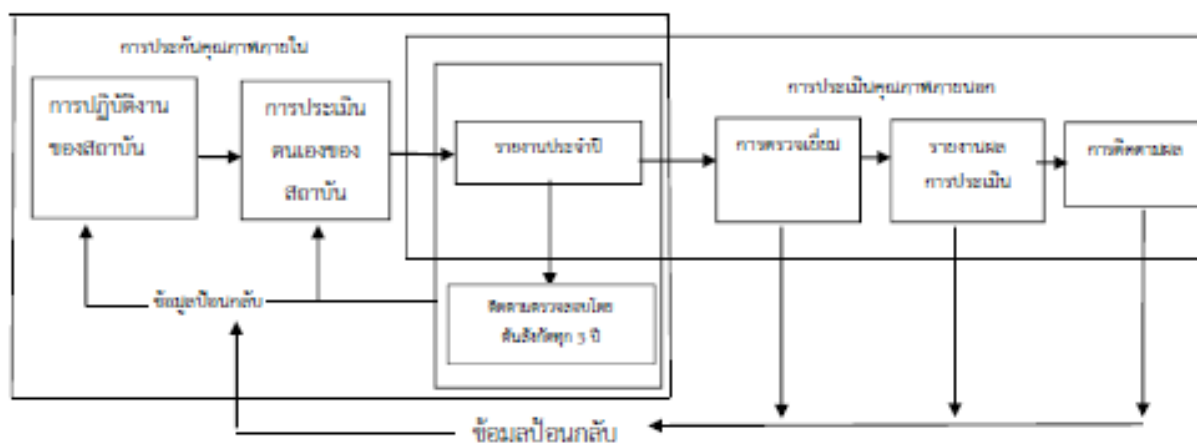 การประกันคุณภาพภายใน
การประเมินคุณภาพภายนอก
การปฏิบัติงาน
ของสถาบัน
การประเมิน
ตนเองของ
สถาบัน
รายงานประจำปี
การตรวจเยี่ยม
รายงานผล
การประเมิน
การติดตามผล
ข้อมูลป้อนกลับ
ติดตามตรวจสอบโดย
ต้นสังกัดทุก 3 ปี
ข้อมูลป้อนกลับ